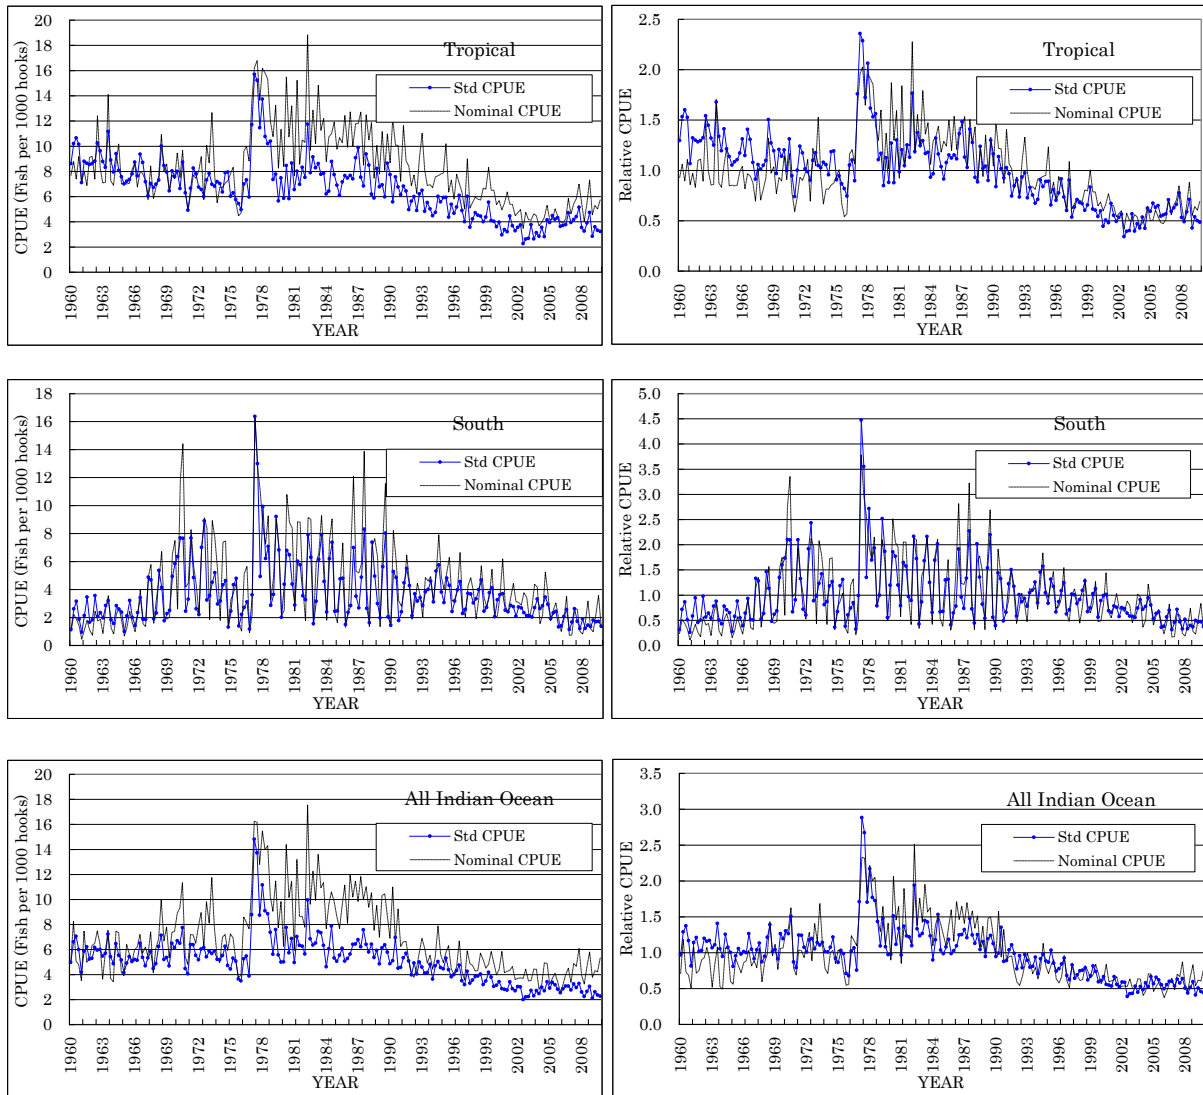 CPUE (Fish per 1000 hooks)
20
18
16
14
12
10
8
6
4
2
0
Tropical
Std CPUE
Nominal CPUE
1960 1963 1966 1969 1972 1975 1978 1981 1984 1987 1990 1993 1996 1999 2002 2005 2008
YEAR
Relative CPUE
2.5
2.0
1.5
1.0
0.5
0.0
Tropical
Std CPUE
Nominal CPUE
1960 1963 1966 1969 1972 1975 1978 1981 1984 1987 1990 1993 1996 1999 2002 2005 2008
YEAR
CPUE (Fish per 1000 hooks)
18
16
14
12
10
8
6
4
2
0
South
Std CPUE
Nominal CPUE
1960 1963 1966 1969 1972 1975 1978 1981 1984 1987 1990 1993 1996 1999 2002 2005 2008
YEAR
Relative CPUE
5.0
4.5
4.0
3.5
3.0
2.5
2.0
1.5
1.0
0.5
0.0
South
Std CPUE
Nominal CPUE
1960 1963 1966 1969 1972 1975 1978 1981 1984 1987 1990 1993 1996 1999 2002 2005 2008
YEAR
CPUE (Fish per 1000 hooks)
20
18
16
14
12
10
8
6
4
2
0
All Indian Ocean
Std CPUE
Nominal CPUE
1960 1963 1966 1969 1972 1975 1978 1981 1984 1987 1990 1993 1996 1999 2002 2005 2008
YEAR
Relative CPUE
3.5
3.0
2.5
2.0
1.5
1.0
0.5
0.0
All Indian Ocean
Std CPUE
Nominal CPUE
1960 1963 1966 1969 1972 1975 1978 1981 1984 1987 1990 1993 1996 1999 2002 2005 2008
YEAR